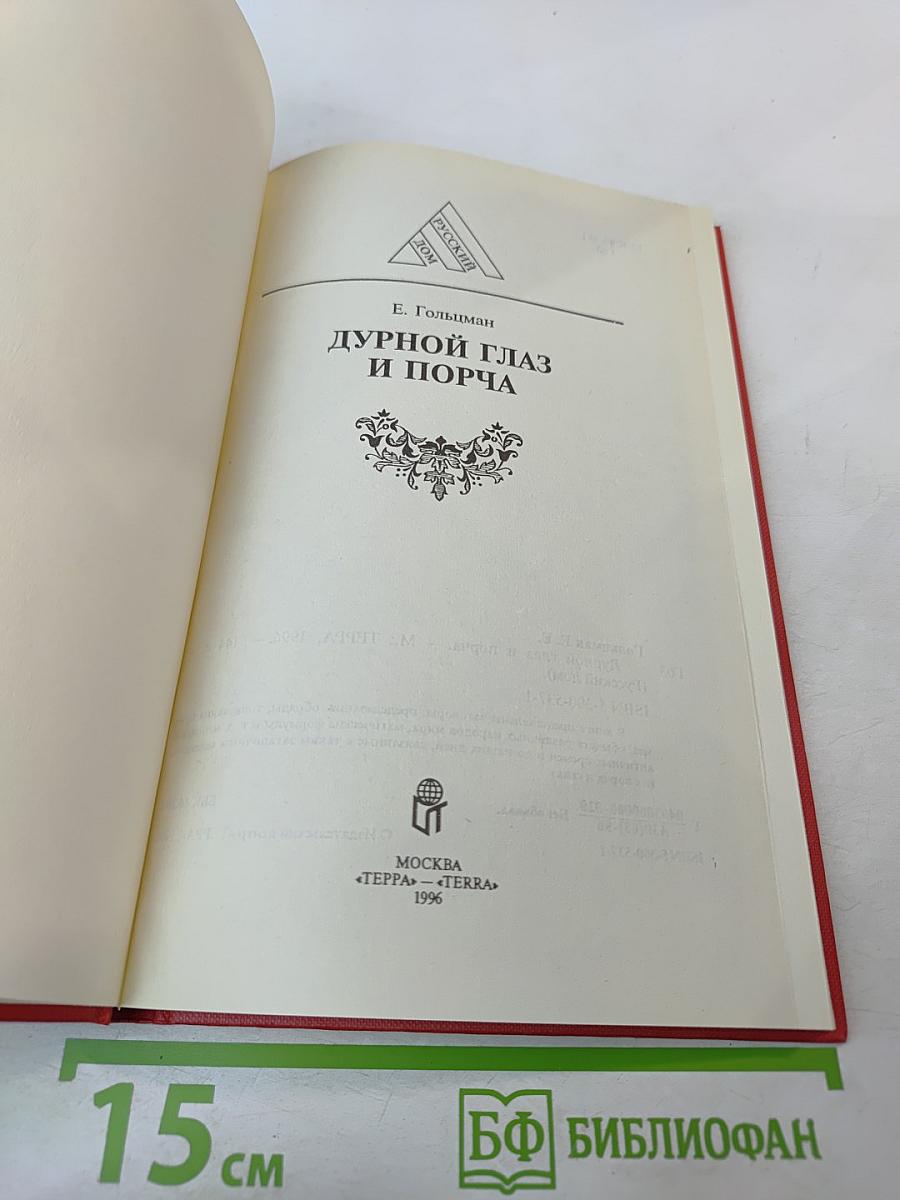 РУССКИЙ
ДОМ
Е. Гольцман
ДУРНОЙ ГЛАЗ
И ПОРЧА
МОСКВА
«ТЕРРА» — «TERRA»
1996
15 см
БФ БИБЛИОФАН